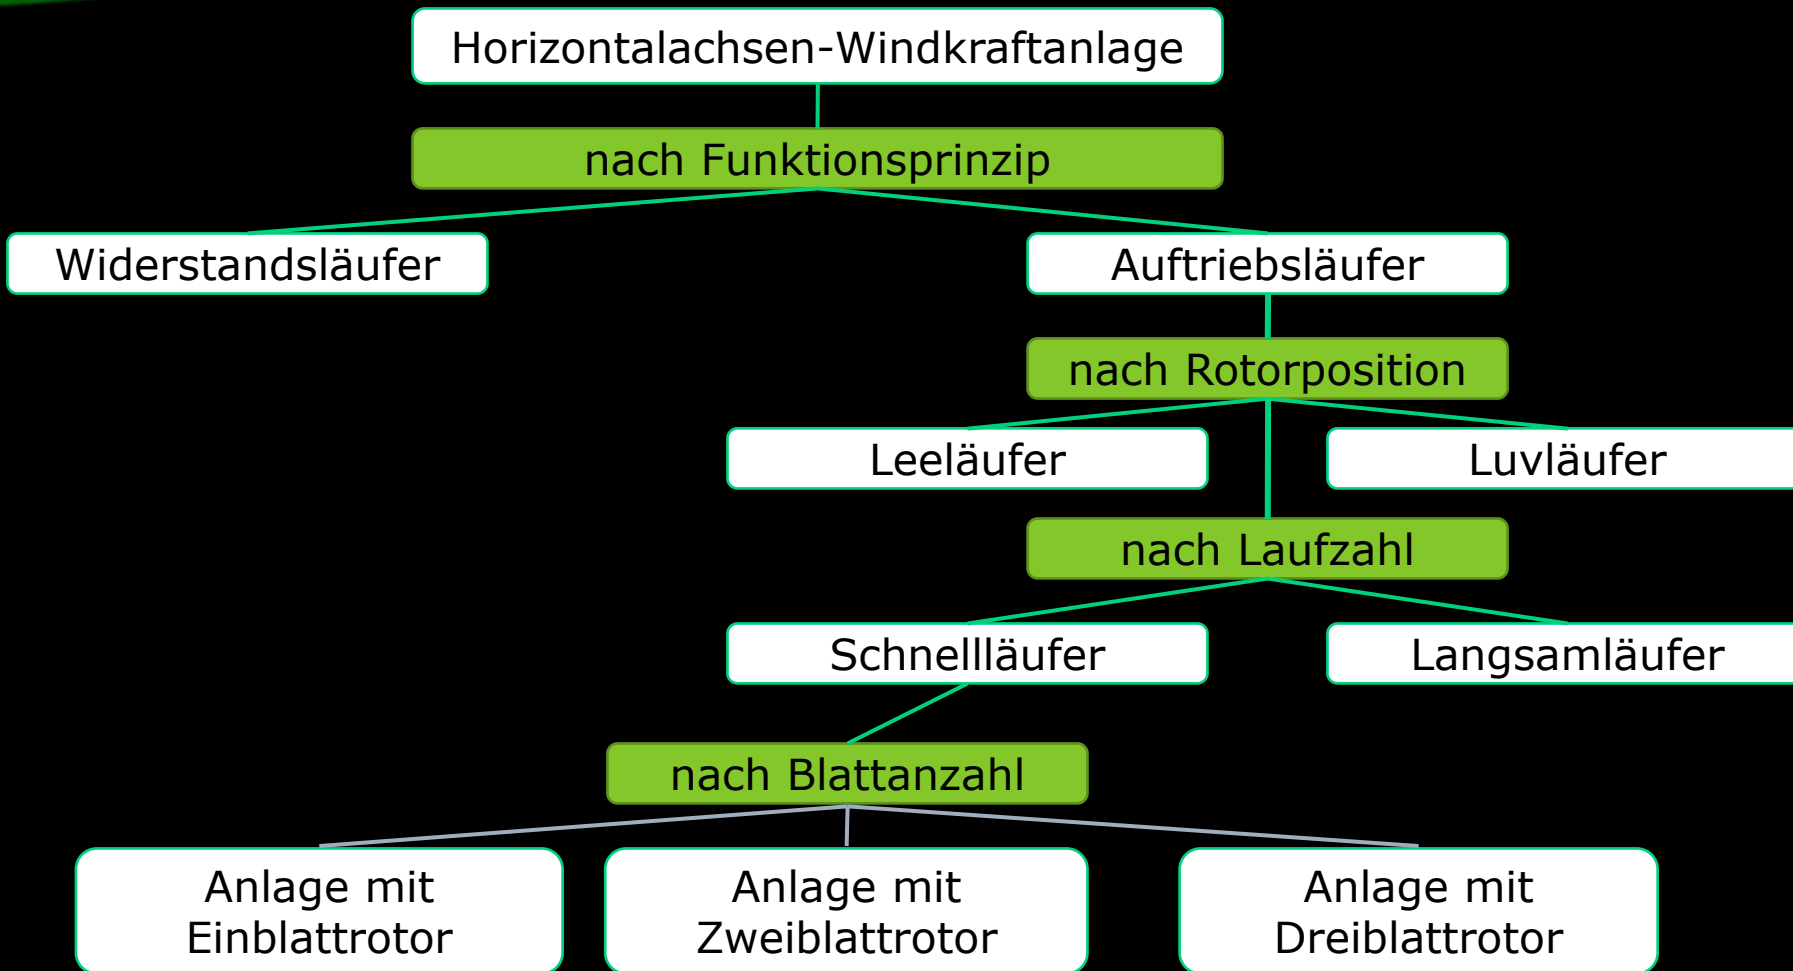 Horizontalachsen-Windkraftanlage
nach Funktionsprinzip
Widerstandsläufer
Auftriebsläufer
nach Rotorposition
Leeläufer
Luvläufer
nach Laufzahl
Schnellläufer
Langsamläufer
nach Blattanzahl
Anlage mit
Einblattrotor
Anlage mit
Zweiblattrotor
Anlage mit
Dreiblattrotor